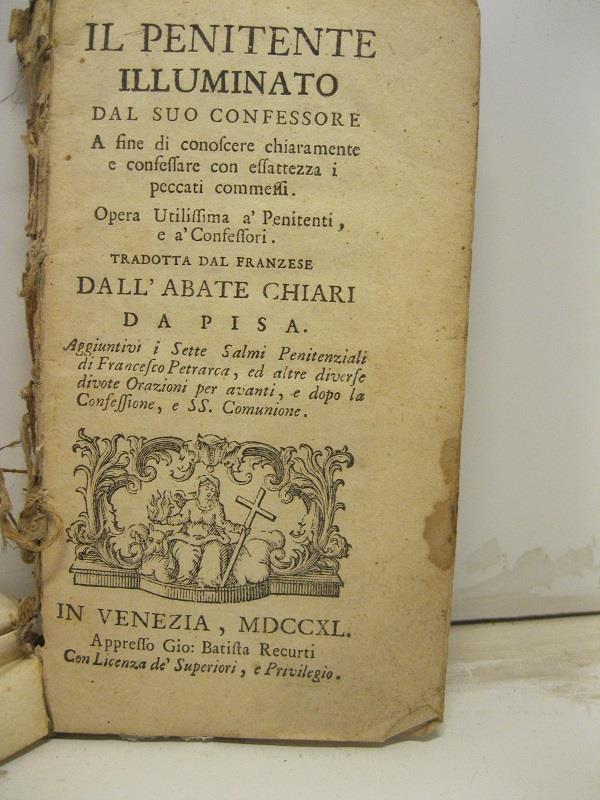 IL PENITENTE
ILLUMINATO
DAL SUO CONFESSORE
A fine di conoſcere chiaramente
e confeſſare con eſſattezza i
peccati commeſſi.
Opera Utiliſſima a' Penitenti,
e a' Confeſſori.
TRADOTTA DAL FRANZESE
DALL' ABATE CHIARI
DA PISA.
Aggiuntivi i Sette Salmi Penitenziali
di Franceſco Petrarca, ed altre diverſe
divote Orazioni per avanti, e dopo la
Confeſſione, e SS. Comunione.
IN VENEZIA, MDCCXL.
Appreſſo Gio: Batiſta Recurti
Con Licenza de' Superiori, e Privilegio.